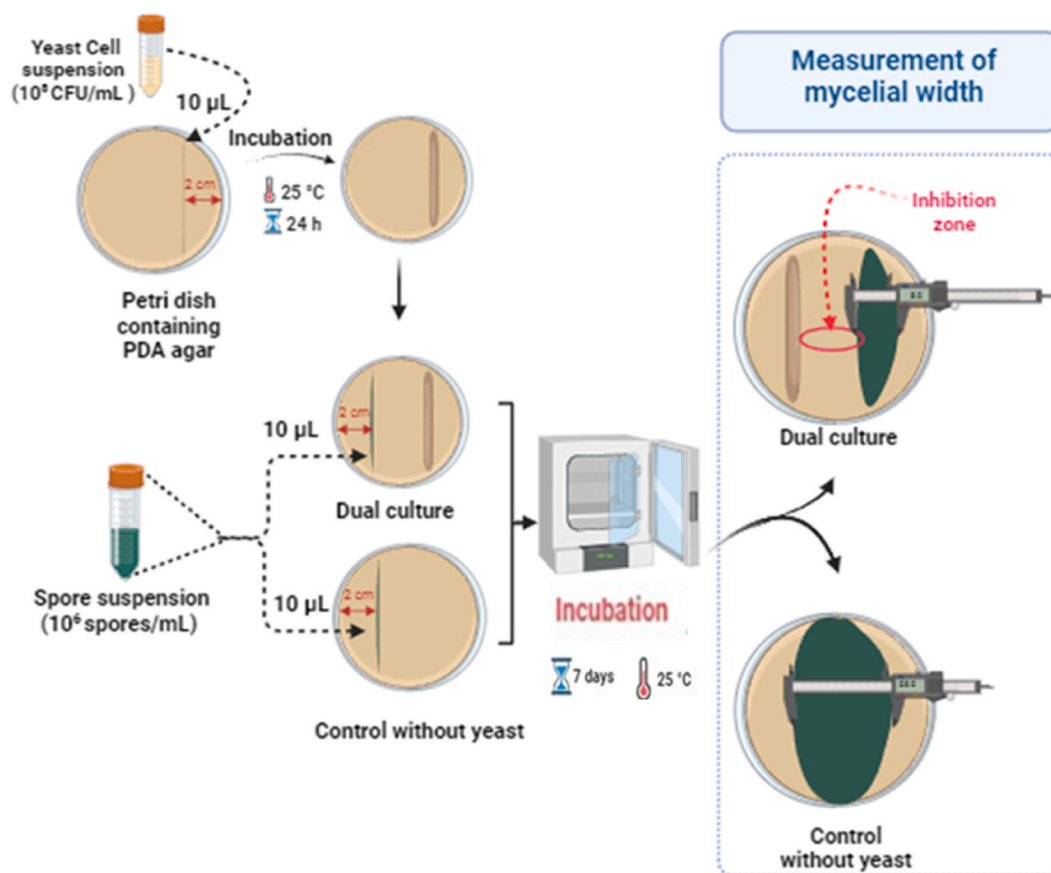 Yeast Cell
suspension
(10⁸ CFU/mL )
10 µL
Incubation
2 cm
25 °C
24 h
Petri dish
containing
PDA agar
2 cm
10 µL
Dual culture
Spore suspension
(10⁶ spores/mL)
10 µL
2 cm
Control without yeast
Incubation
7 days
25 °C
Measurement of
mycelial width
Inhibition
zone
Dual culture
Control
without yeast